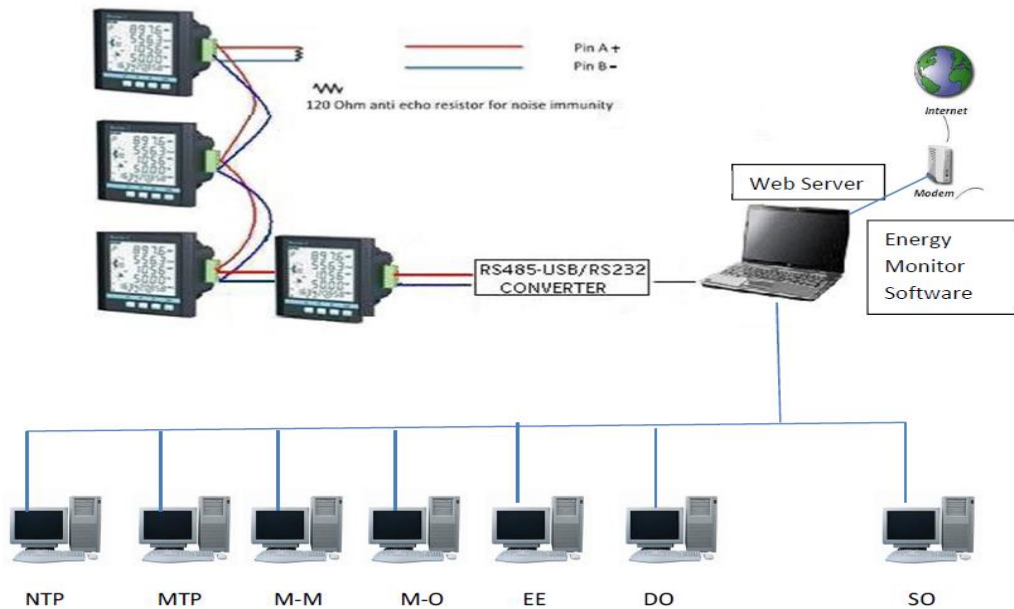 Pin A+
Pin B-
120 Ohm anti echo resistor for noise immunity
Internet
Modem
Web Server
Energy
Monitor
Software
RS485-USB/RS232
CONVERTER
NTP
MTP
M-M
M-O
EE
DO
SO